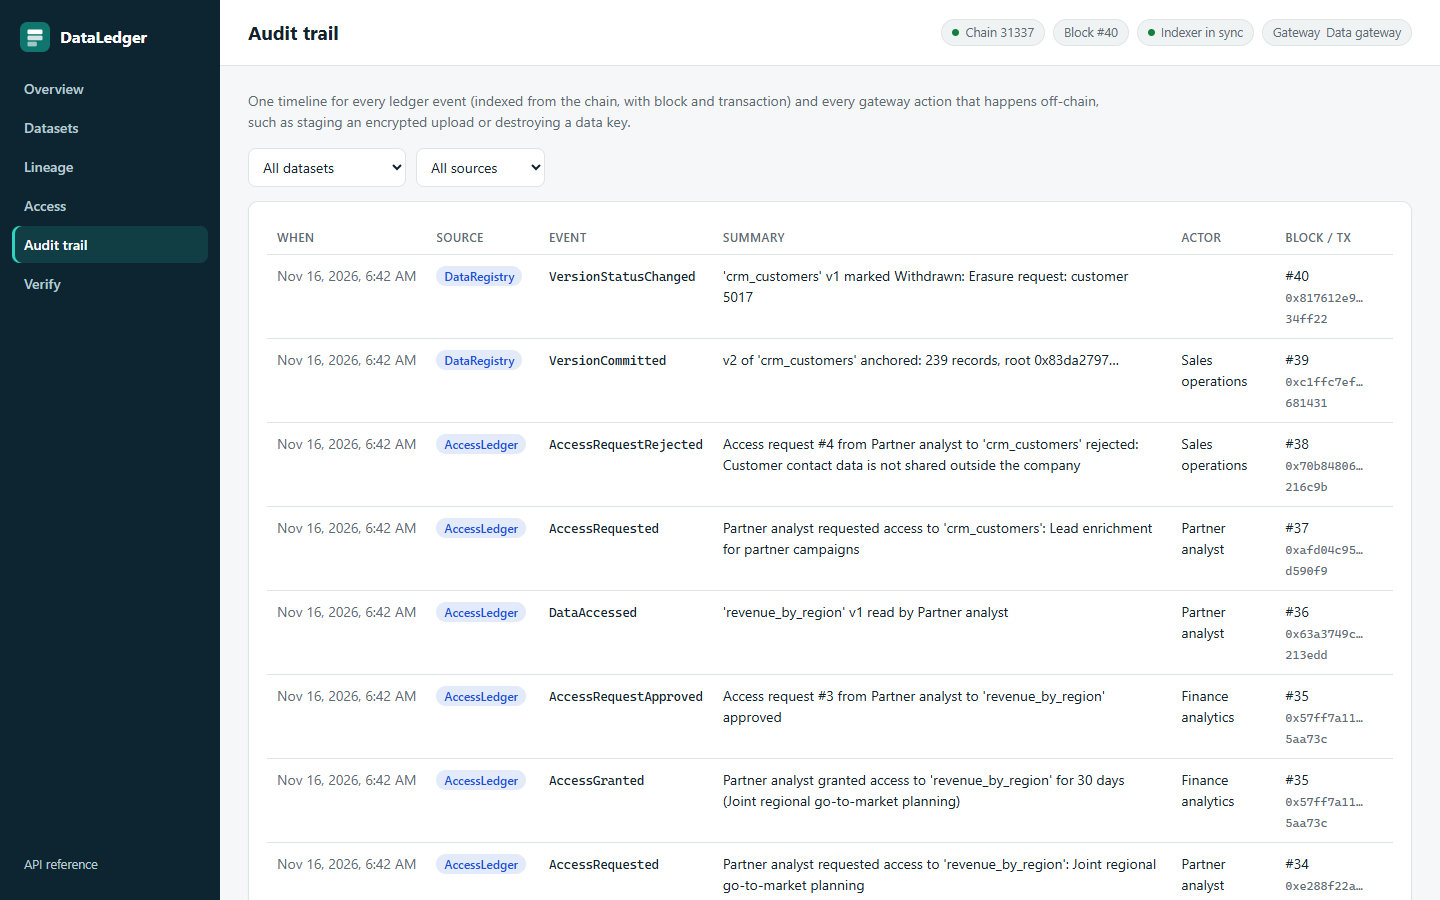 DataLedger
Overview
Datasets
Lineage
Access
Audit trail
Verify
API reference
Audit trail
Chain 31337
Block #40
Indexer in sync
Gateway Data gateway
One timeline for every ledger event (indexed from the chain, with block and transaction) and every gateway action that happens off-chain,
such as staging an encrypted upload or destroying a data key.
All datasets
All sources
WHEN SOURCE EVENT SUMMARY ACTOR BLOCK / TX
Nov 16, 2026, 6:42 AM DataRegistry VersionStatusChanged 'crm_customers' v1 marked Withdrawn: Erasure request: customer #40
5017 0x817612e9…
34ff22
Nov 16, 2026, 6:42 AM DataRegistry VersionCommitted v2 of 'crm_customers' anchored: 239 records, root 0x83da2797… Sales #39
operations 0xc1ffc7ef…
681431
Nov 16, 2026, 6:42 AM AccessLedger AccessRequestRejected Access request #4 from Partner analyst to 'crm_customers' rejected: Sales #38
Customer contact data is not shared outside the company operations 0x70b84806…
216c9b
Nov 16, 2026, 6:42 AM AccessLedger AccessRequested Partner analyst requested access to 'crm_customers': Lead enrichment Partner #37
for partner campaigns analyst 0xafd04c95…
d590f9
Nov 16, 2026, 6:42 AM AccessLedger DataAccessed 'revenue_by_region' v1 read by Partner analyst Partner #36
analyst 0x63a3749c…
213edd
Nov 16, 2026, 6:42 AM AccessLedger AccessRequestApproved Access request #3 from Partner analyst to 'revenue_by_region' Finance #35
approved analytics 0x57ff7a11…
5aa73c
Nov 16, 2026, 6:42 AM AccessLedger AccessGranted Partner analyst granted access to 'revenue_by_region' for 30 days Finance #35
(Joint regional go-to-market planning) analytics 0x57ff7a11…
5aa73c
Nov 16, 2026, 6:42 AM AccessLedger AccessRequested Partner analyst requested access to 'revenue_by_region': Joint regional Partner #34
go-to-market planning analyst 0xe288f22a…